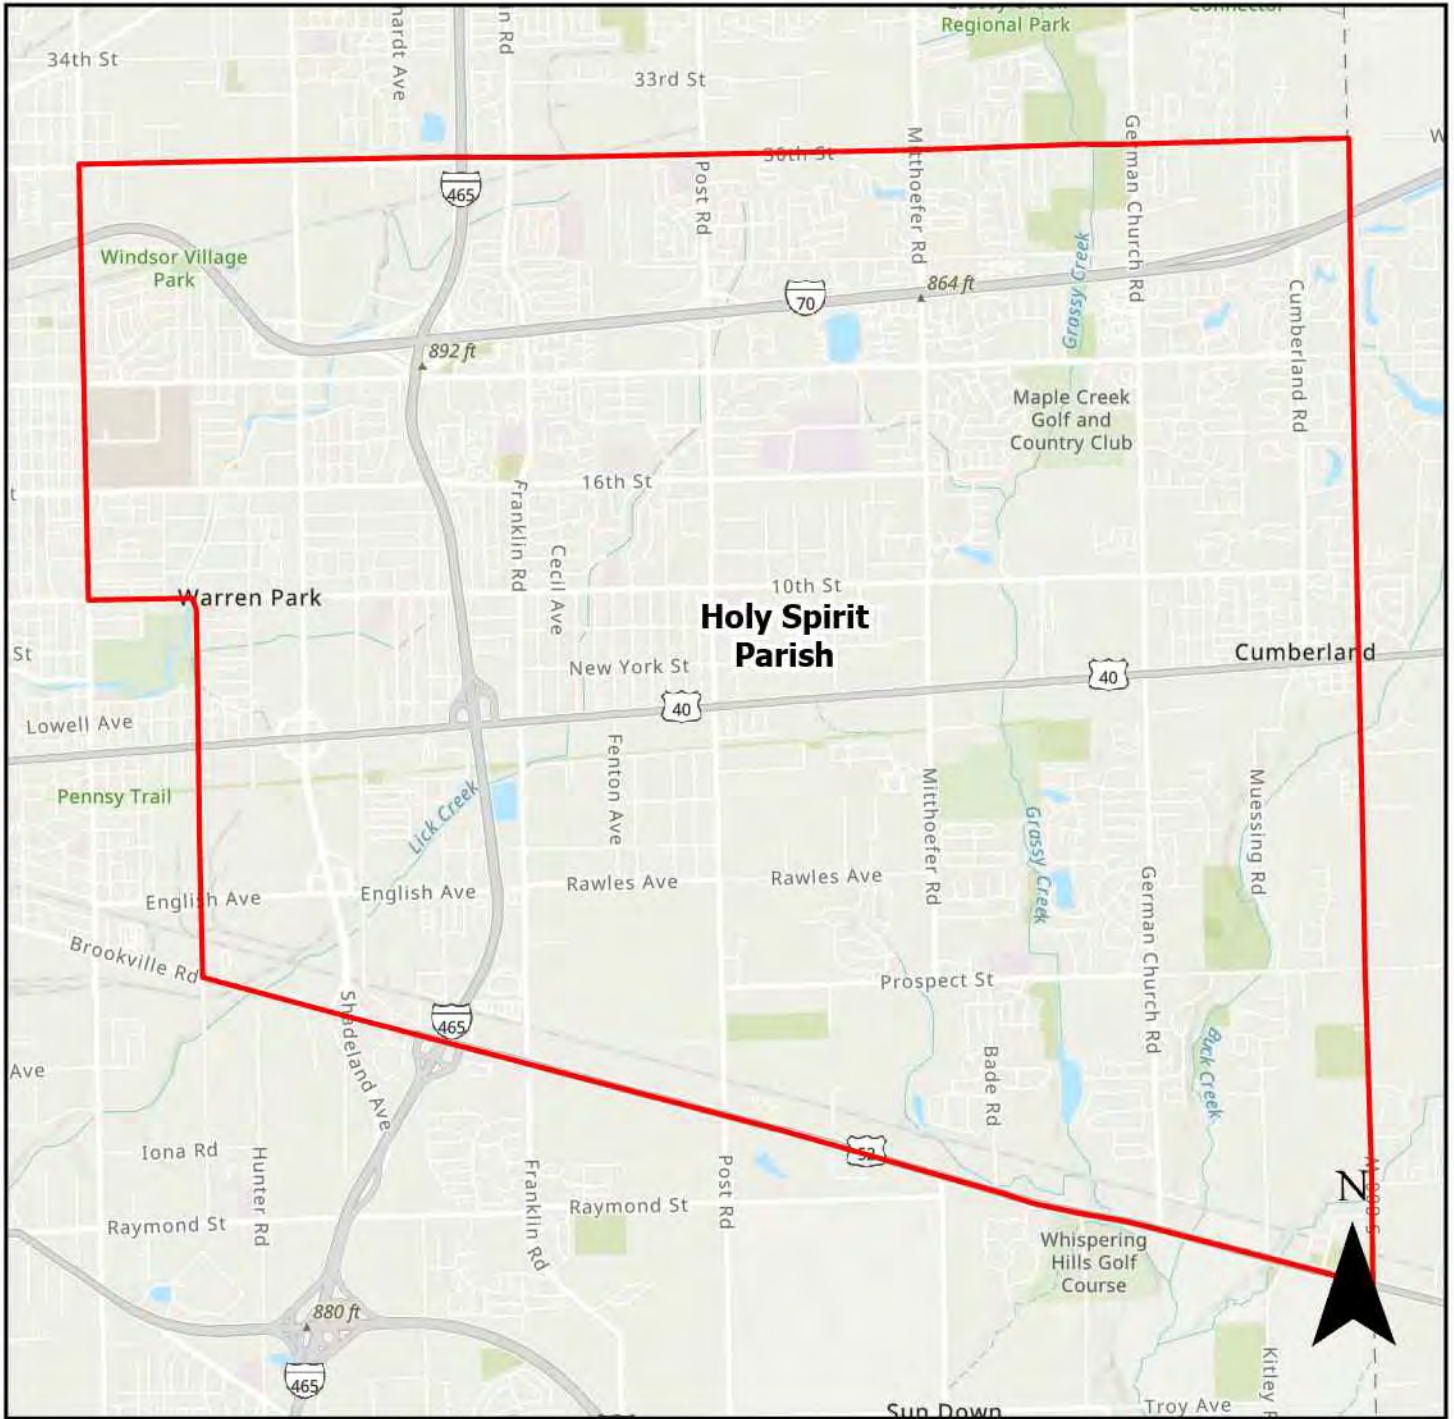 Regional Park
34th St
33rd St
30th St
465
Post Rd
Mitthoefer Rd
German Church Rd
Windsor Village
Park
Grassy Creek
864 ft
70
Cumberland Rd
892 ft
Maple Creek
Golf and
Country Club
16th St
Franklin Rd
Cecil Ave
10th St
Warren Park
Holy Spirit
Parish
St
New York St
Cumberland
40
40
Lowell Ave
Pennsy Trail
Fenton Ave
Lick Creek
Mitthoefer Rd
Grassy Creek
Muessing Rd
English Ave
English Ave
Rawles Ave
Rawles Ave
German Church Rd
Brookville Rd
Prospect St
Shadeland Ave
465
Bade Rd
Buck Creek
Ave
Iona Rd
Hunter Rd
52
Franklin Rd
Post Rd
N
Raymond St
Raymond St
Whispering
Hills Golf
Course
880 ft
465
Kitley
Sun Down
Troy Ave